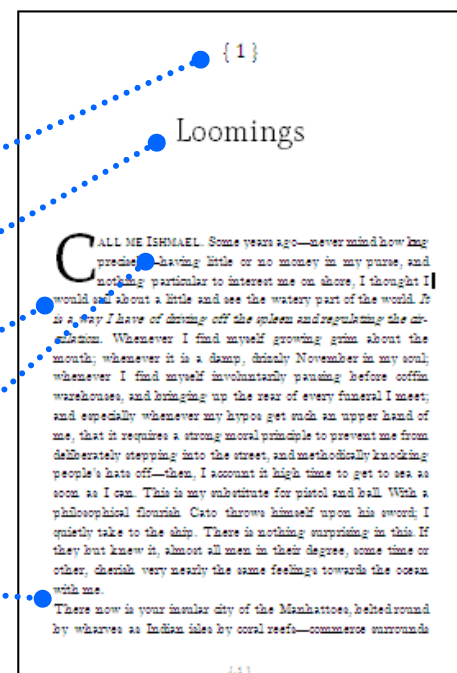 { 1 }
Loomings
CALL ME ISHMAEL. Some years ago—never mind how long
precisely—having little or no money in my purse, and
nothing particular to interest me on shore, I thought I
would sail about a little and see the watery part of the world. It
is a way I have of driving off the spleen and regulating the cir-
culation. Whenever I find myself growing grim about the
mouth; whenever it is a damp, drizzly November in my soul;
whenever I find myself involuntarily pausing before coffin
warehouses, and bringing up the rear of every funeral I meet;
and especially whenever my hypos get such an upper hand of
me, that it requires a strong moral principle to prevent me from
deliberately stepping into the street, and methodically knocking
people's hats off—then, I account it high time to get to sea as
soon as I can. This is my substitute for pistol and ball. With a
philosophical flourish Cato throws himself upon his sword; I
quietly take to the ship. There is nothing surprising in this. If
they but knew it, almost all men in their degree, some time or
other, cherish very nearly the same feelings towards the ocean
with me.
There now is your insular city of the Manhattoes, belted round
by wharves as Indian isles by coral reefs—commerce surrounds
{ 1 }